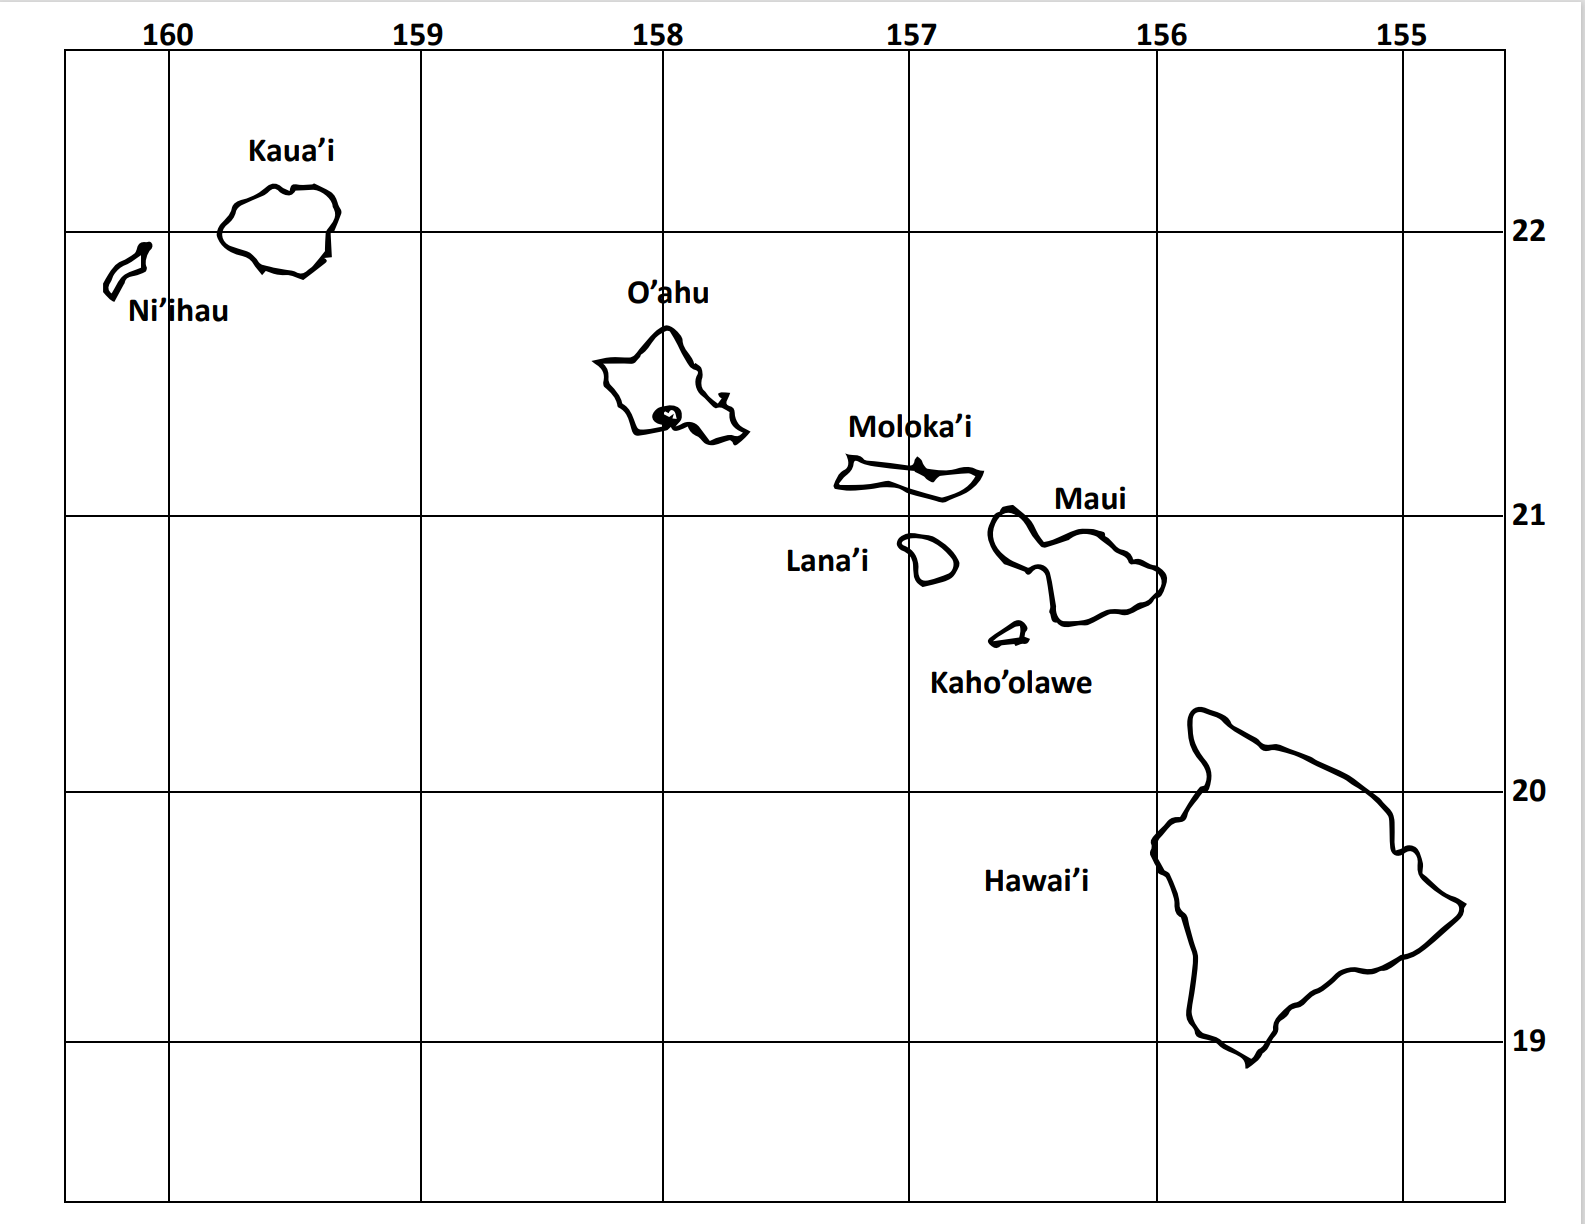 160 159 158 157 156 155
Kaua’i
22
O’ahu
Ni’ihau
Moloka’i
Maui
21
Lana’i
Kaho’olawe
20
Hawai’i
19